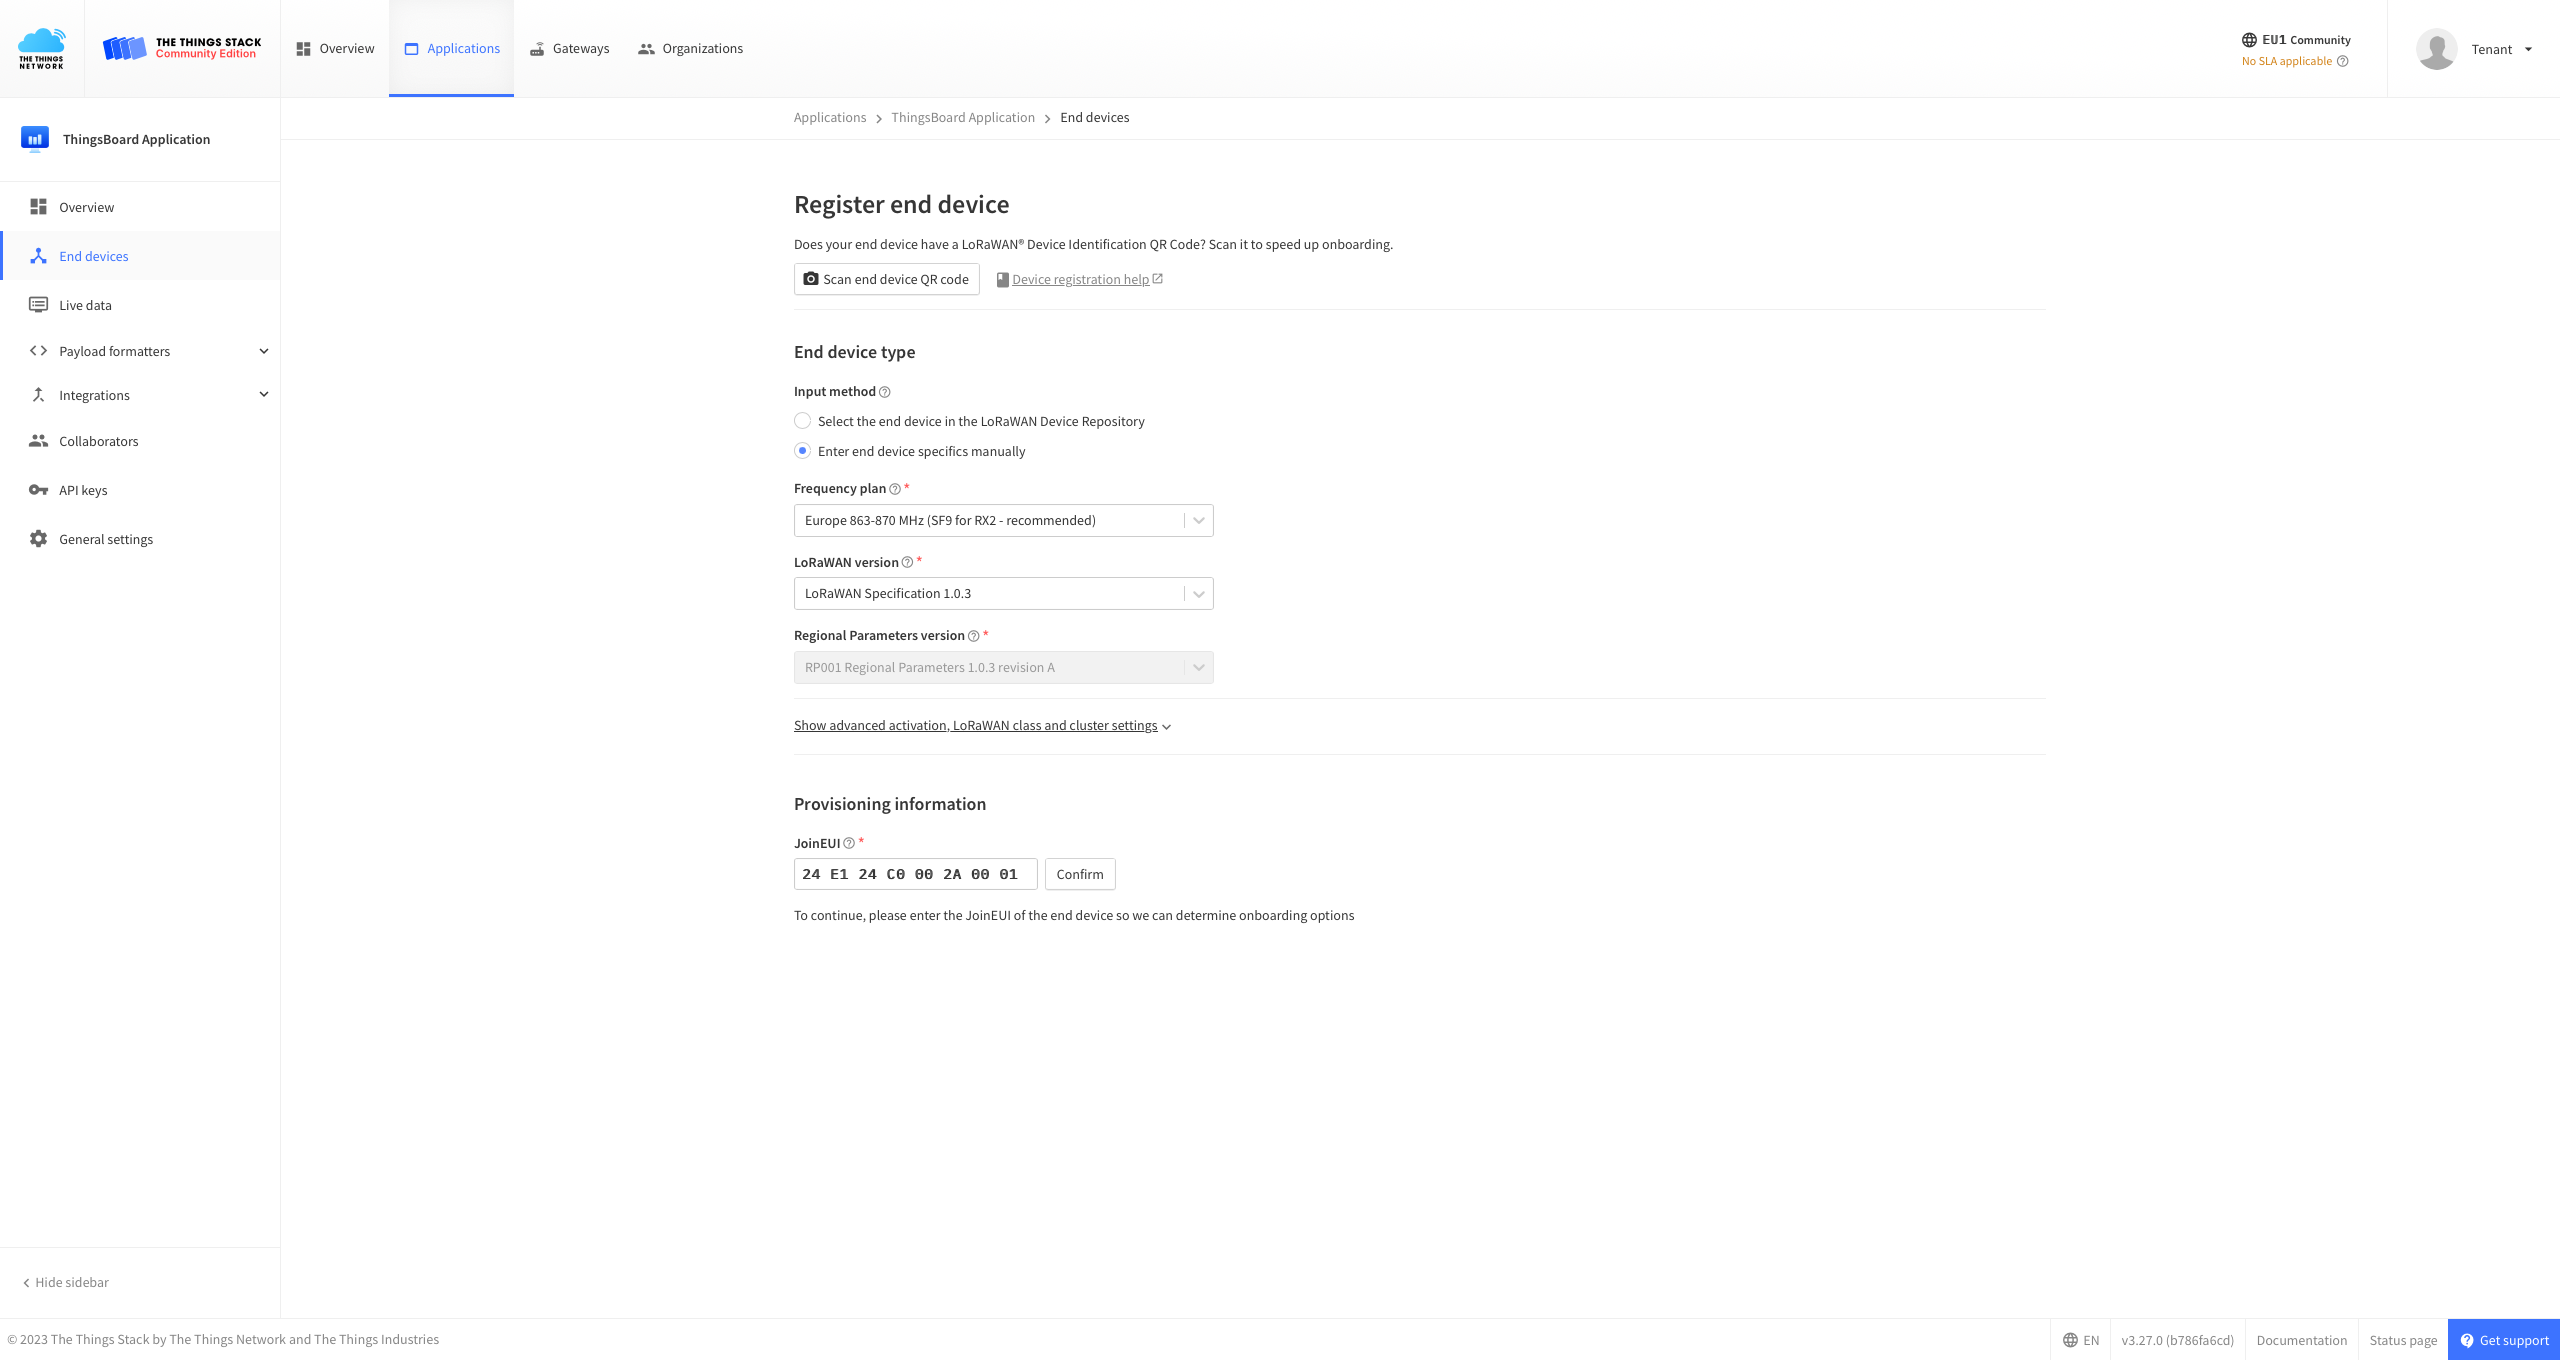 THE THINGS
NETWORK
THE THINGS STACK
Community Edition
Overview
Applications
Gateways
Organizations
EU1 Community
No SLA applicable
Tenant
ThingsBoard Application
Overview
End devices
Live data
Payload formatters
Integrations
Collaborators
API keys
General settings
Hide sidebar
Applications > ThingsBoard Application > End devices
Register end device
Does your end device have a LoRaWAN® Device Identification QR Code? Scan it to speed up onboarding.
Scan end device QR code
Device registration help
End device type
Input method
Select the end device in the LoRaWAN Device Repository
Enter end device specifics manually
Frequency plan *
Europe 863-870 MHz (SF9 for RX2 - recommended)
LoRaWAN version *
LoRaWAN Specification 1.0.3
Regional Parameters version *
RP001 Regional Parameters 1.0.3 revision A
Show advanced activation, LoRaWAN class and cluster settings
Provisioning information
JoinEUI *
24 E1 24 C0 00 2A 00 01
Confirm
To continue, please enter the JoinEUI of the end device so we can determine onboarding options
© 2023 The Things Stack by The Things Network and The Things Industries
EN
v3.27.0 (b786fa6cd)
Documentation
Status page
Get support